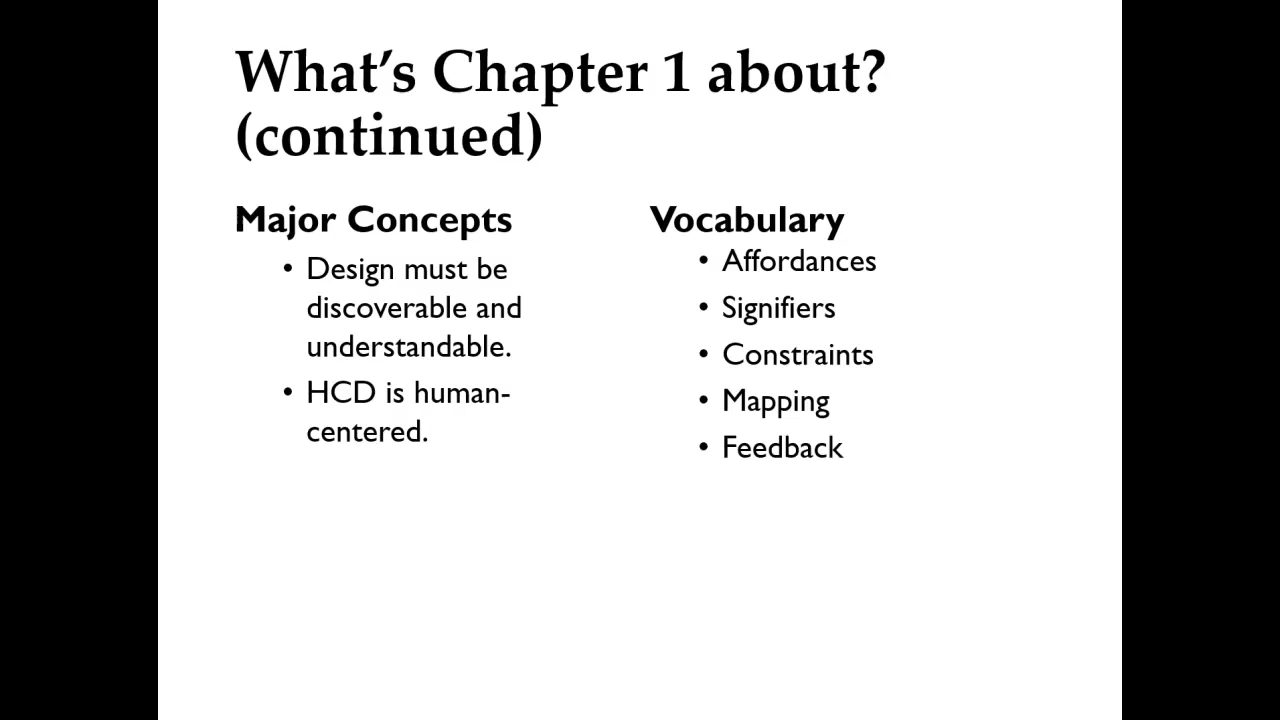 What’s Chapter 1 about?
(continued)
Major Concepts
• Design must be
discoverable and
understandable.
• HCD is human-
centered.
Vocabulary
• Affordances
• Signifiers
• Constraints
• Mapping
• Feedback